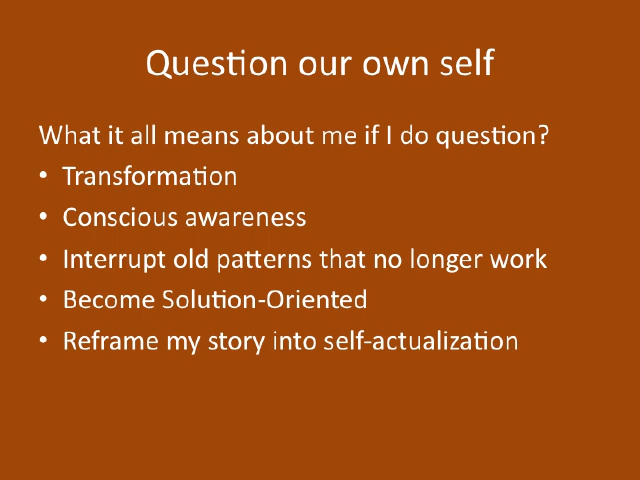 Question our own self
What it all means about me if I do question?
• Transformation
• Conscious awareness
• Interrupt old patterns that no longer work
• Become Solution-Oriented
• Reframe my story into self-actualization